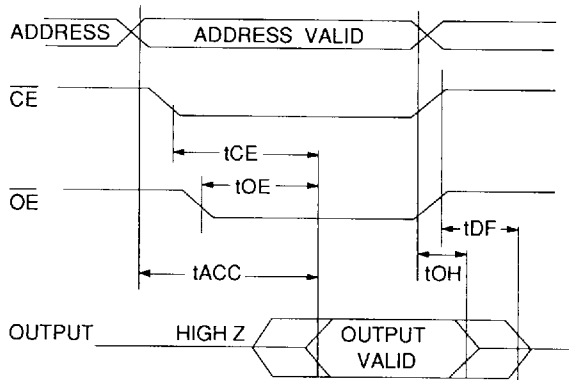 ADDRESS
ADDRESS VALID
CE
tCE
OE
tOE
tDF
tACC
tOH
OUTPUT
HIGH Z
OUTPUT
VALID